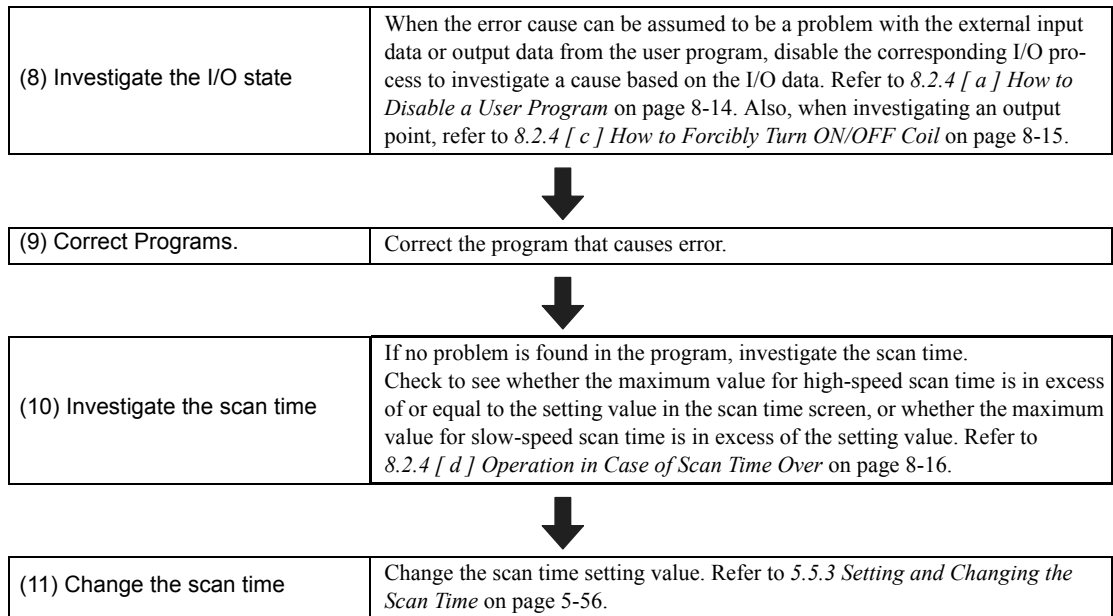 (8) Investigate the I/O state
When the error cause can be assumed to be a problem with the external input
data or output data from the user program, disable the corresponding I/O pro-
cess to investigate a cause based on the I/O data. Refer to 8.2.4 [ a ] How to
Disable a User Program on page 8-14. Also, when investigating an output
point, refer to 8.2.4 [ c ] How to Forcibly Turn ON/OFF Coil on page 8-15.
(9) Correct Programs.
Correct the program that causes error.
(10) Investigate the scan time
If no problem is found in the program, investigate the scan time.
Check to see whether the maximum value for high-speed scan time is in excess
of or equal to the setting value in the scan time screen, or whether the maximum
value for slow-speed scan time is in excess of the setting value. Refer to
8.2.4 [ d ] Operation in Case of Scan Time Over on page 8-16.
(11) Change the scan time
Change the scan time setting value. Refer to 5.5.3 Setting and Changing the
Scan Time on page 5-56.